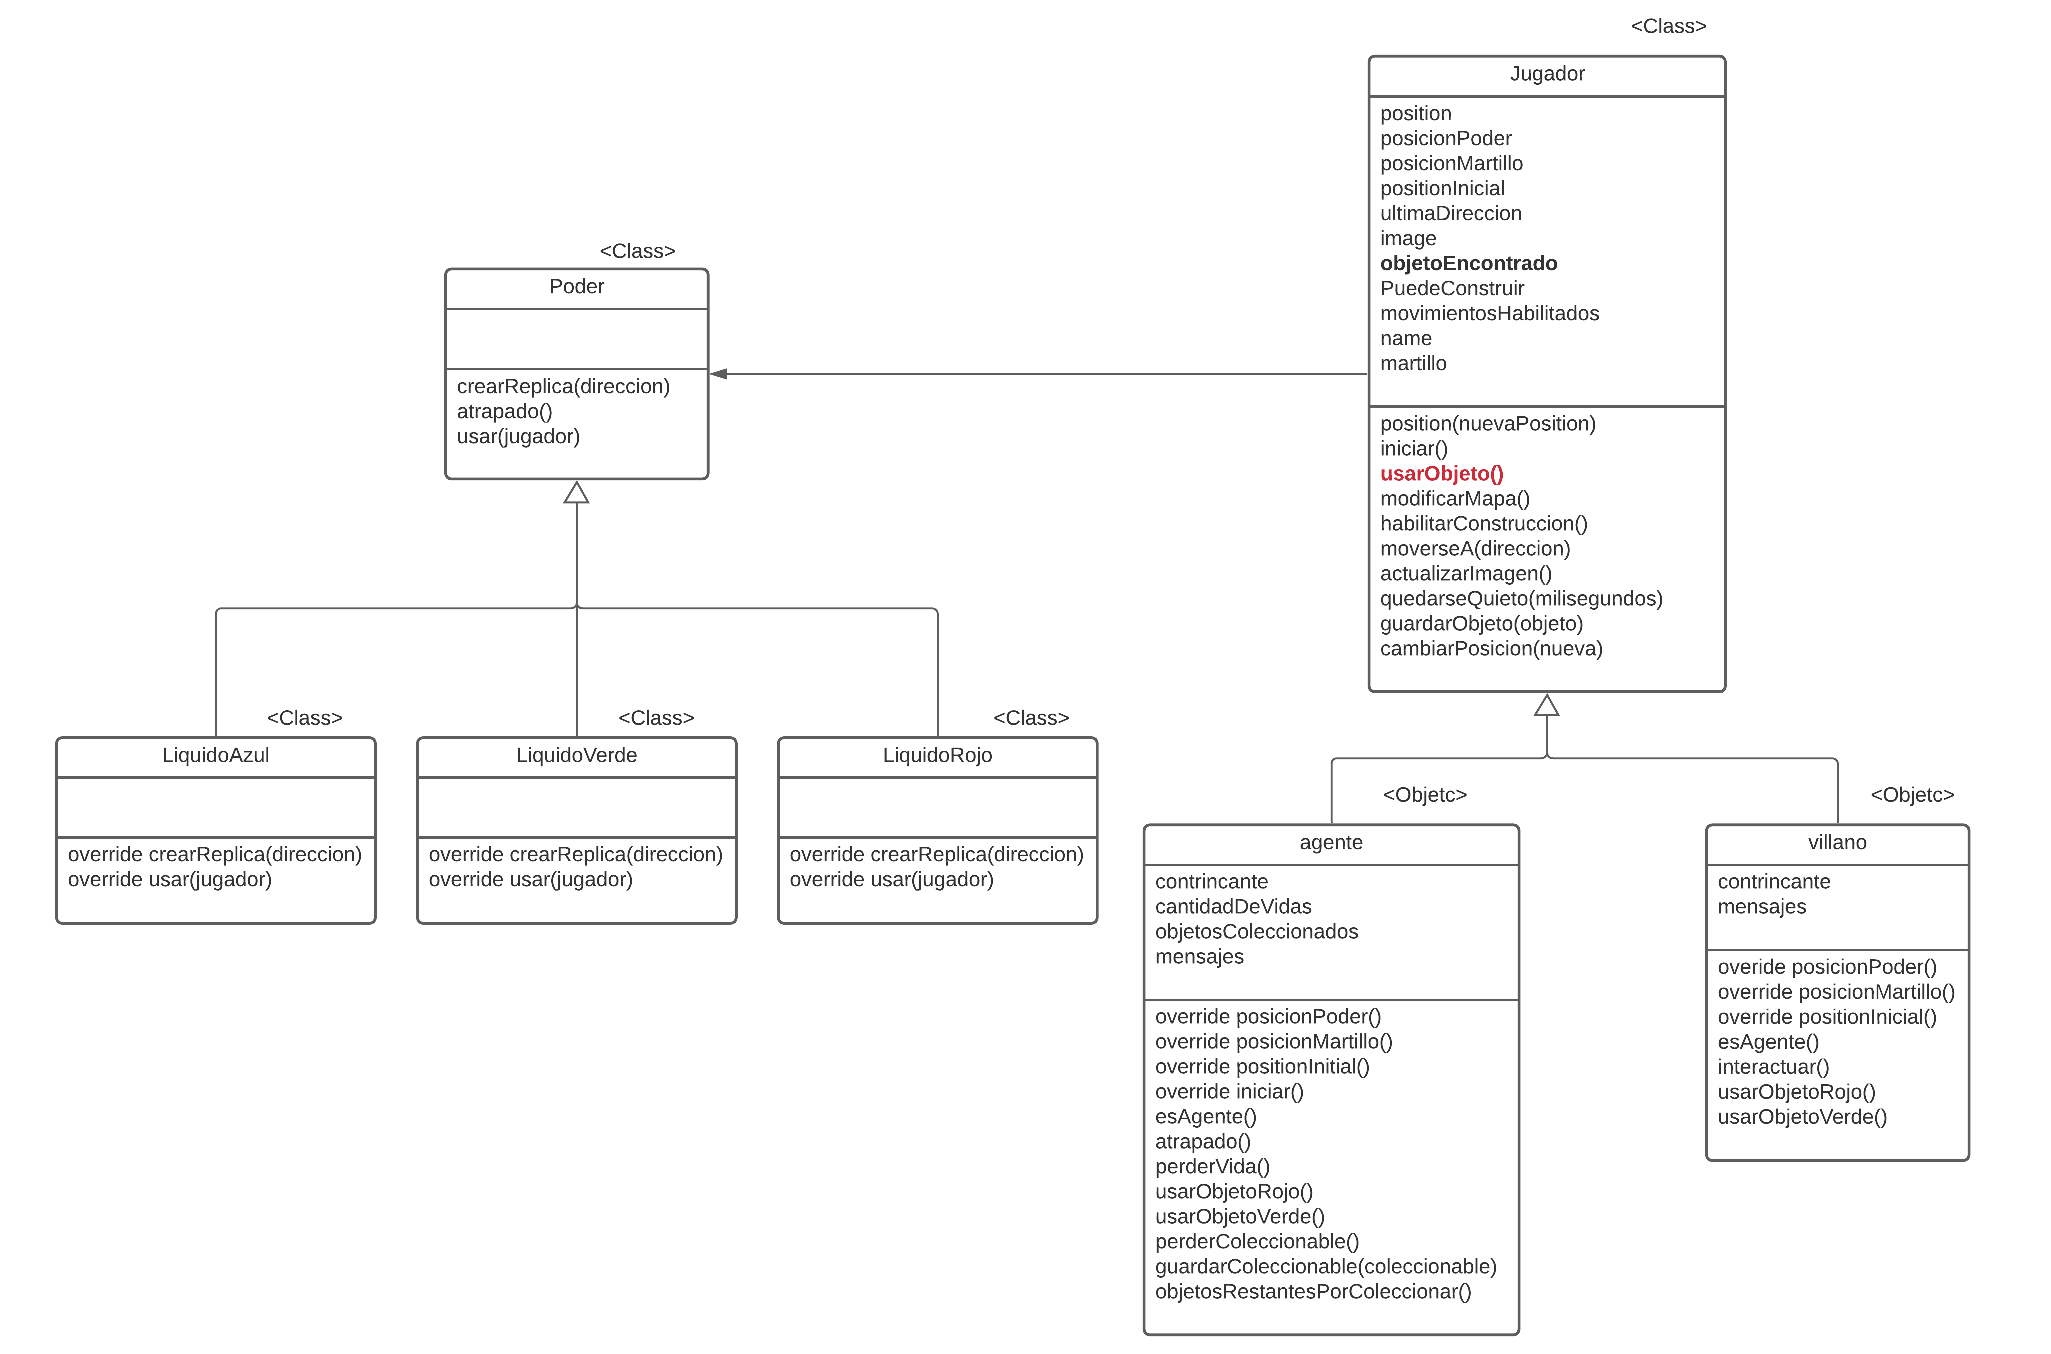 <Class>
Jugador
position
posicionPoder
posicionMartillo
positionInicial
ultimaDireccion
image
objetoEncontrado
PuedeConstruir
movimientosHabilitados
name
martillo
position(nuevaPosition)
iniciar()
usarObjeto()
modificarMapa()
habilitarConstruccion()
moverseA(direccion)
actualizarImagen()
quedarseQuieto(milisegundos)
guardarObjeto(objeto)
cambiarPosicion(nueva)
<Class>
Poder
crearReplica(direccion)
atrapado()
usar(jugador)
<Class>
LiquidoAzul
override crearReplica(direccion)
override usar(jugador)
<Class>
LiquidoVerde
override crearReplica(direccion)
override usar(jugador)
<Class>
LiquidoRojo
override crearReplica(direccion)
override usar(jugador)
<Objetc>
agente
contrincante
cantidadDeVidas
objetosColeccionados
mensajes
override posicionPoder()
override posicionMartillo()
override positionInitial()
override iniciar()
esAgente()
atrapado()
perderVida()
usarObjetoRojo()
usarObjetoVerde()
perderColeccionable()
guardarColeccionable(coleccionable)
objetosRestantesPorColeccionar()
<Objetc>
villano
contrincante
mensajes
overide posicionPoder()
override posicionMartillo()
override positionInicial()
esAgente()
interactuar()
usarObjetoRojo()
usarObjetoVerde()